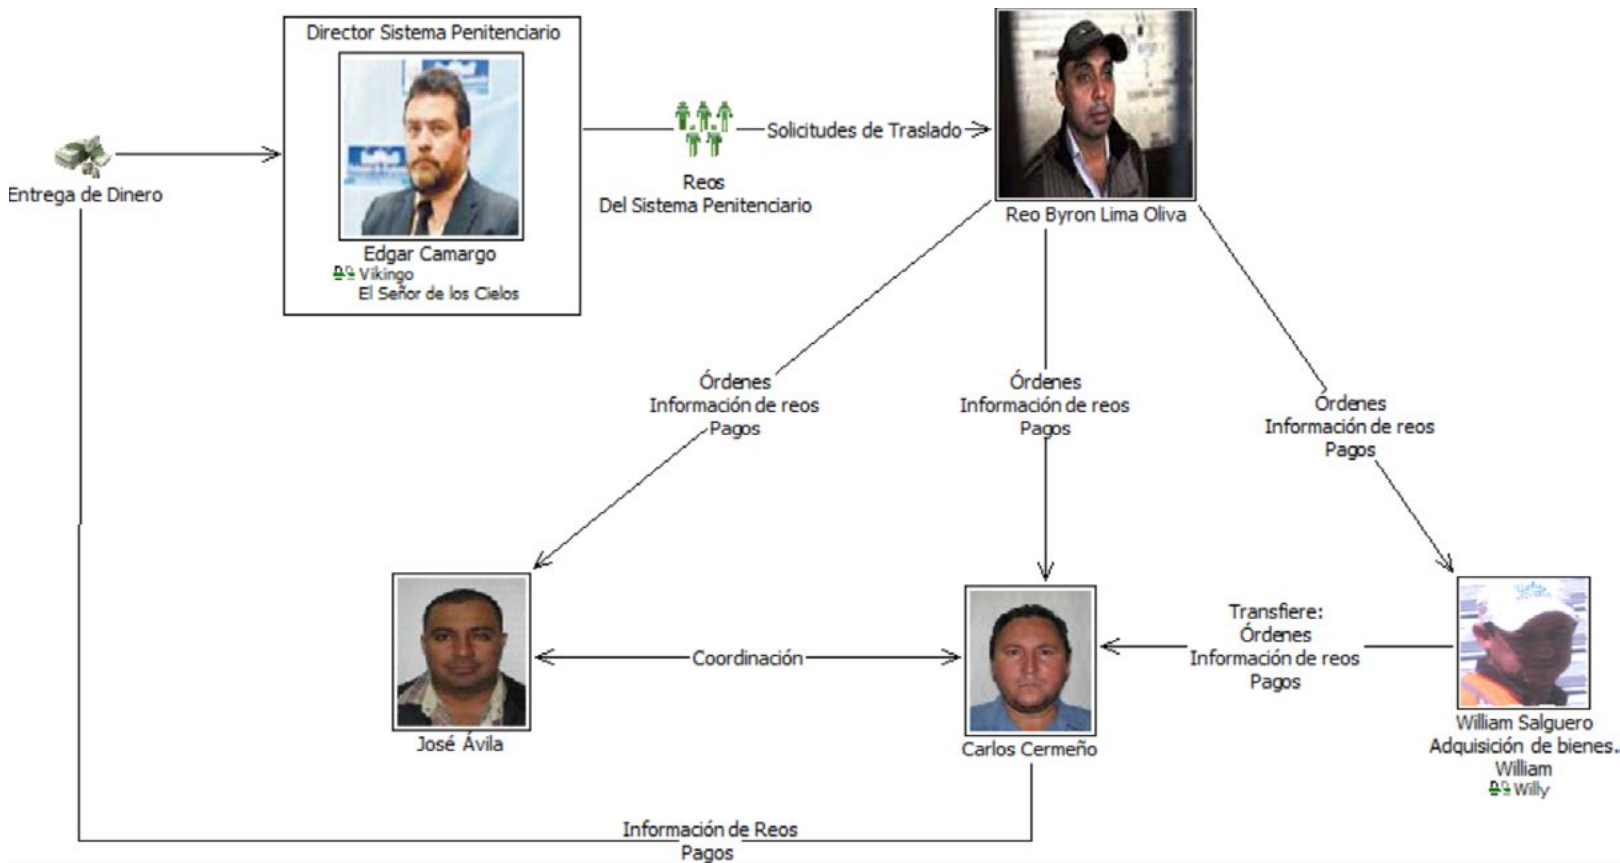 Director Sistema Penitenciario
Entrega de Dinero
Edgar Camargo
Vikingo
El Señor de los Cielos
Reos
Del Sistema Penitenciario
Solicitudes de Traslado
Reo Byron Lima Oliva
Órdenes
Información de reos
Pagos
Órdenes
Información de reos
Pagos
Órdenes
Información de reos
Pagos
José Ávila
Coordinación
Carlos Cermeño
Transfiere:
Órdenes
Información de reos
Pagos
William Salguero
Adquisición de bienes..
William
Willy
Información de Reos
Pagos